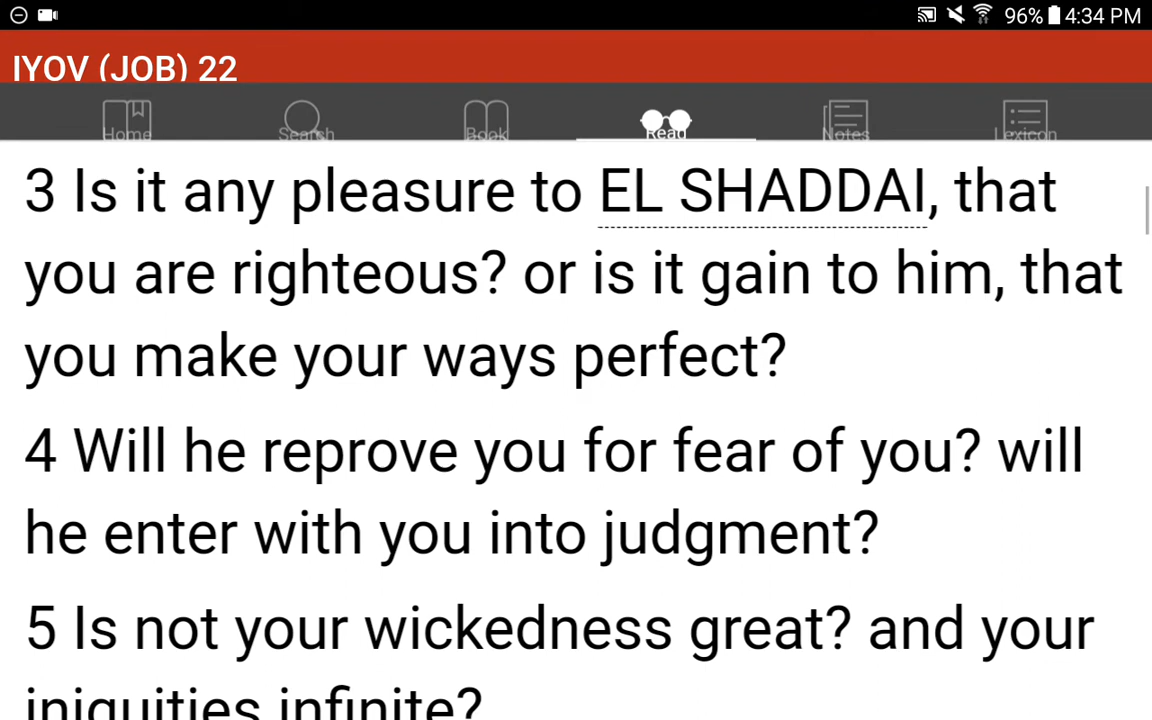 96% 4:34 PM
IYOV (JOB) 22
Home Search Book Read Notes Lexicon
3 Is it any pleasure to EL SHADDAI, that
you are righteous? or is it gain to him, that
you make your ways perfect?
4 Will he reprove you for fear of you? will
he enter with you into judgment?
5 Is not your wickedness great? and your
iniquities infinite?